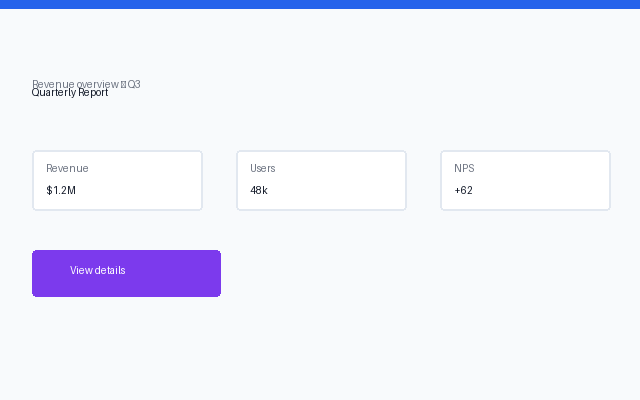 Revenue overview Q3
Quarterly Report
Revenue
Users
NPS
$1.2M
48k
+62
View details